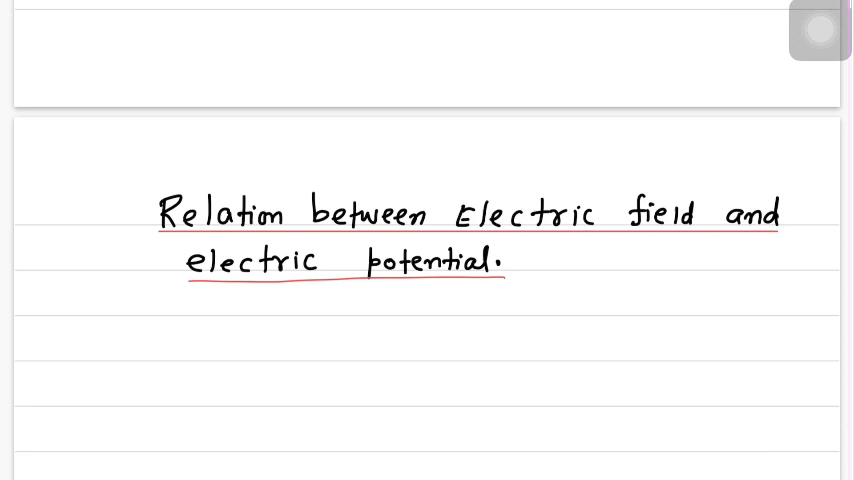 Relation between Electric field and
electric potential.